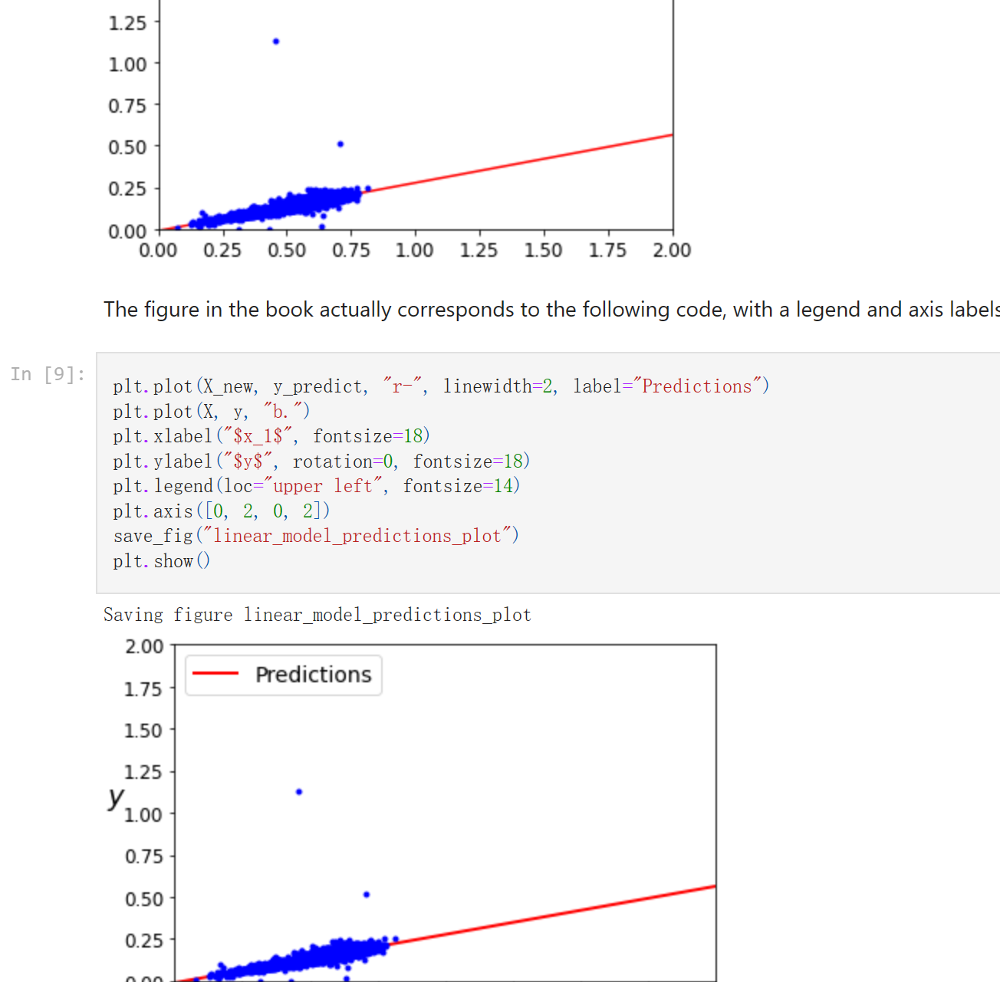 1.25
1.00
0.75
0.50
0.25
0.00
0.00 0.25 0.50 0.75 1.00 1.25 1.50 1.75 2.00
The figure in the book actually corresponds to the following code, with a legend and axis labels
In [9]:
plt.plot(X_new, y_predict, "r-", linewidth=2, label="Predictions")
plt.plot(X, y, "b.")
plt.xlabel("$x_1$", fontsize=18)
plt.ylabel("$y$", rotation=0, fontsize=18)
plt.legend(loc="upper left", fontsize=14)
plt.axis([0, 2, 0, 2])
save_fig("linear_model_predictions_plot")
plt.show()
Saving figure linear_model_predictions_plot
2.00
Predictions
1.75
1.50
1.25
y
1.00
0.75
0.50
0.25
0.00